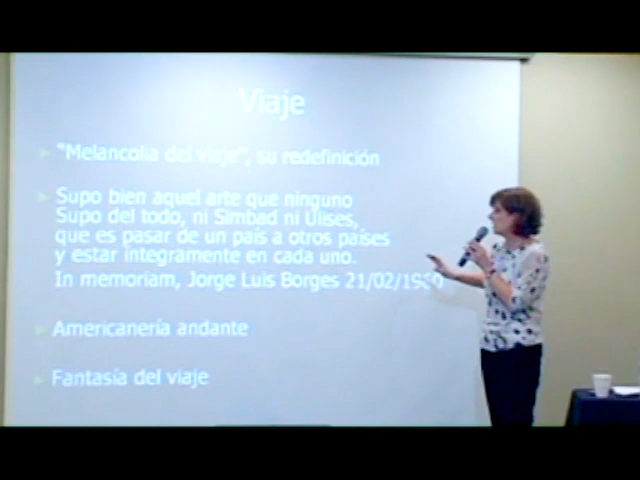 Viaje
"Melancolia del viaje", su redefinición
Supo bien aquel arte que ninguno
Supo del todo, ni Simbad ni Ulises,
que es pasar de un país a otros países
y estar íntegramente en cada uno.
In memoriam, Jorge Luis Borges 21/02/19
Americanería andante
Fantasía del viaje